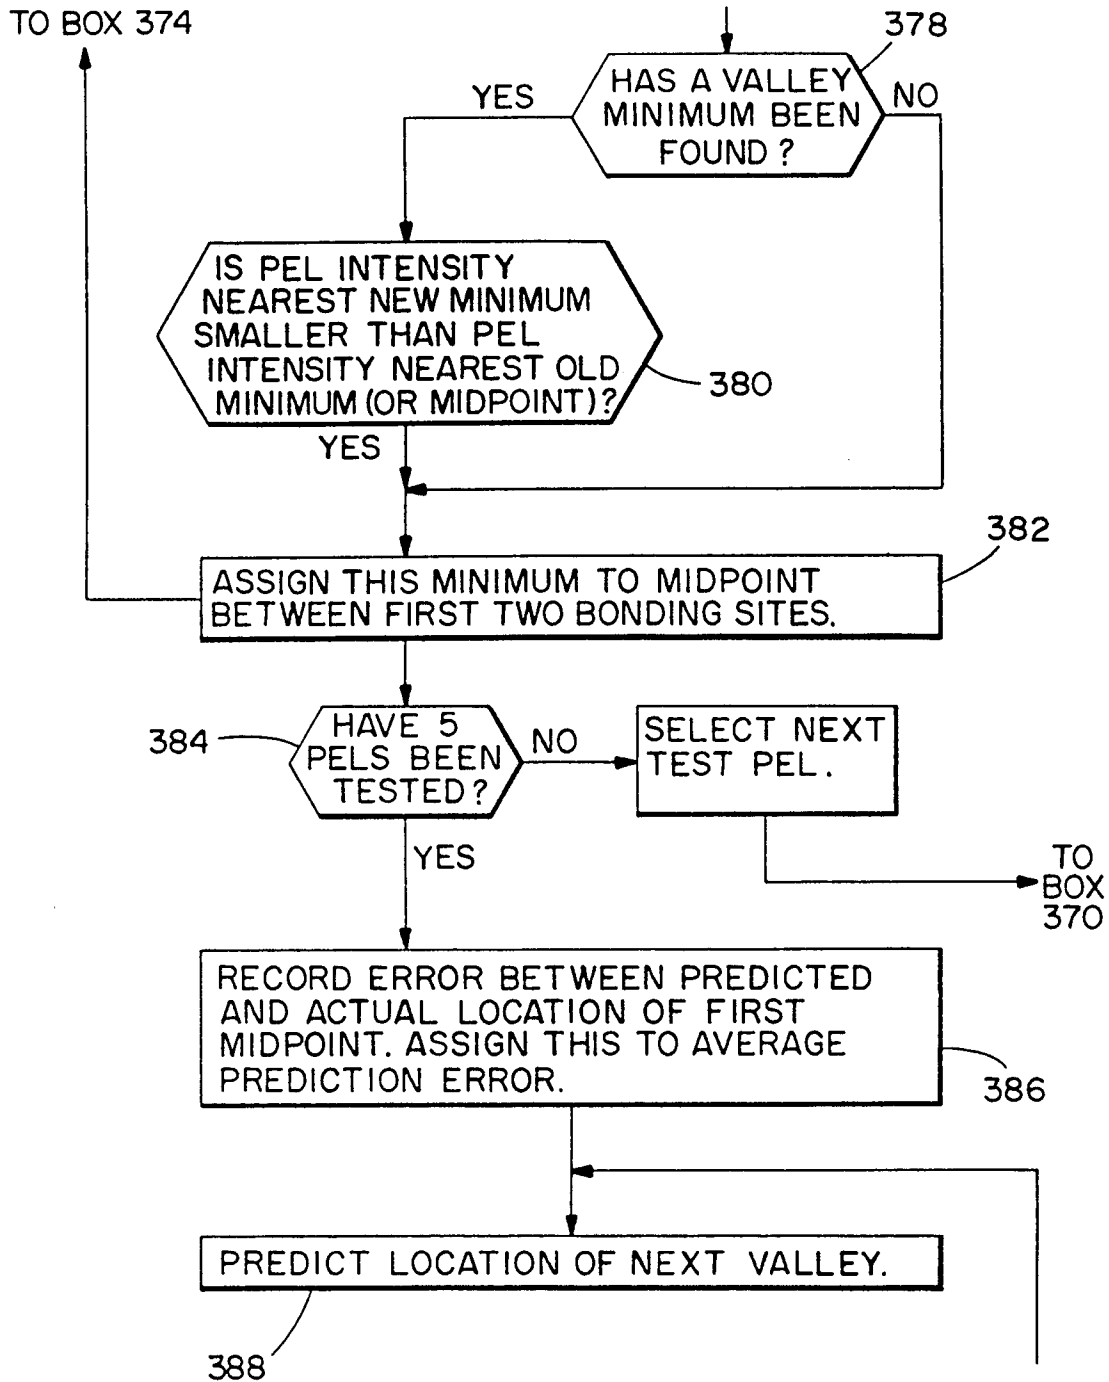 TO BOX 374
378
HAS A VALLEY
MINIMUM BEEN
FOUND?
YES
NO
IS PEL INTENSITY
NEAREST NEW MINIMUM
SMALLER THAN PEL
INTENSITY NEAREST OLD
MINIMUM (OR MIDPOINT)?
380
YES
382
ASSIGN THIS MINIMUM TO MIDPOINT
BETWEEN FIRST TWO BONDING SITES.
384
HAVE 5
PELS BEEN
TESTED?
NO
SELECT NEXT
TEST PEL.
YES
TO
BOX
370
RECORD ERROR BETWEEN PREDICTED
AND ACTUAL LOCATION OF FIRST
MIDPOINT. ASSIGN THIS TO AVERAGE
PREDICTION ERROR.
386
PREDICT LOCATION OF NEXT VALLEY.
388